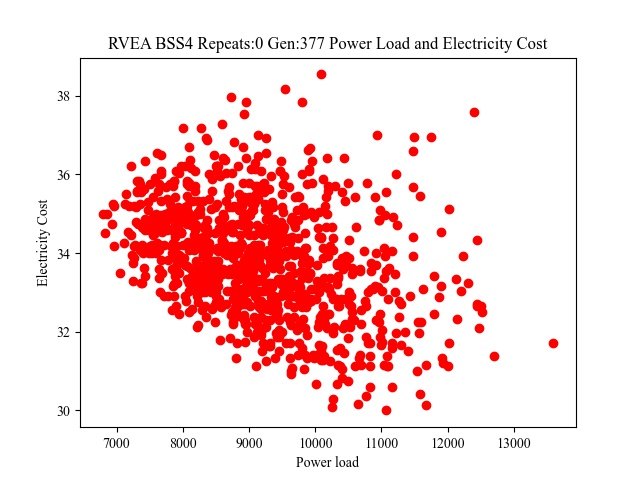 RVEA BSS4 Repeats:0 Gen:377 Power Load and Electricity Cost
38
36
34
32
30
Electricity Cost
7000 8000 9000 10000 11000 12000 13000
Power load